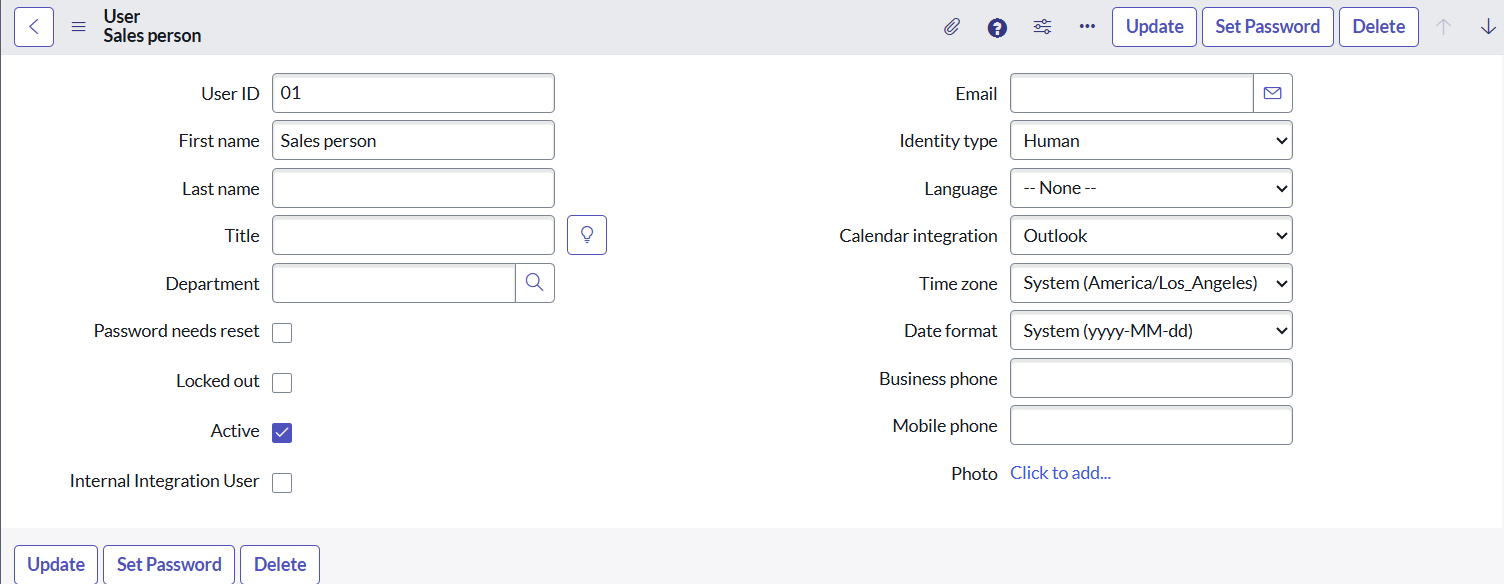 User
Sales person
Update
Set Password
Delete
User ID
01
First name
Sales person
Last name
Title
Department
Password needs reset
Locked out
Active
Internal Integration User
Email
Identity type
Human
Language
-- None --
Calendar integration
Outlook
Time zone
System (America/Los_Angeles)
Date format
System (yyyy-MM-dd)
Business phone
Mobile phone
Photo
Click to add...
Update
Set Password
Delete